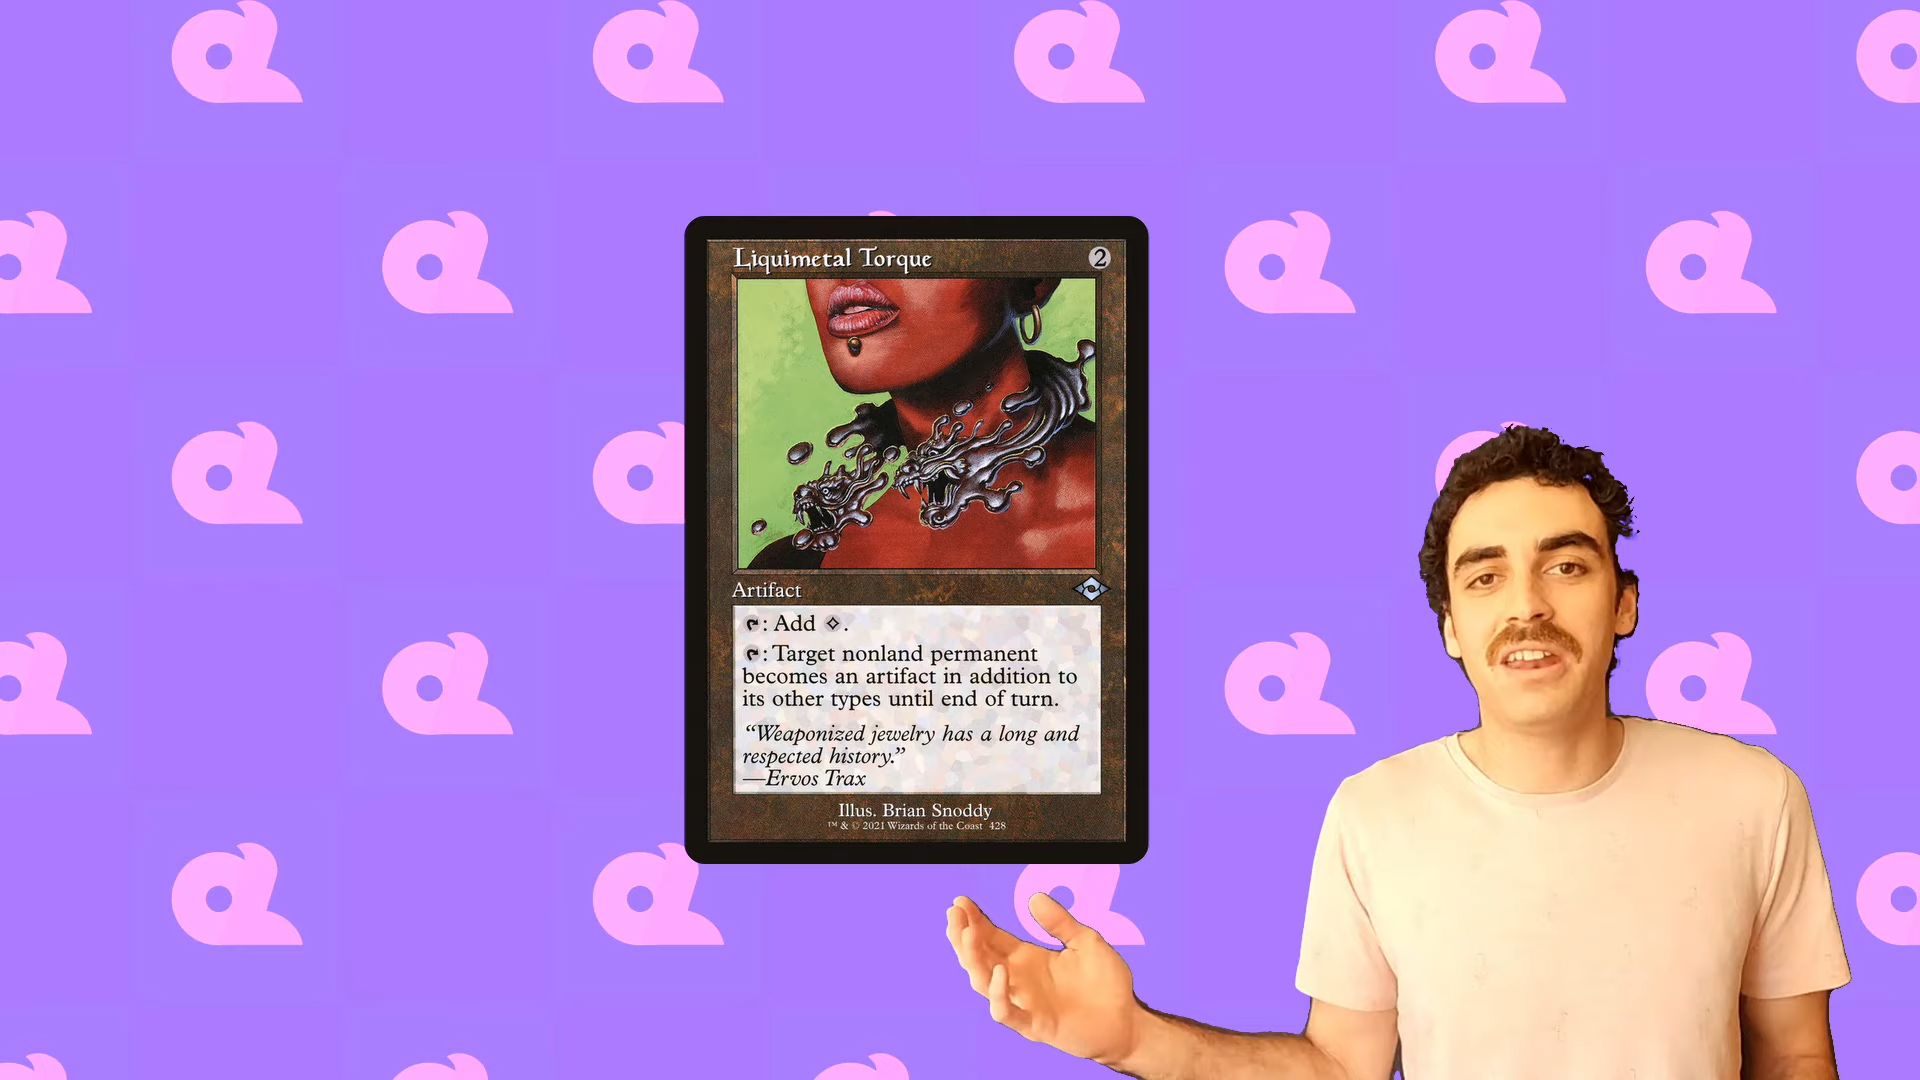 Liquimetal Torque 2
Artifact
: Add .
: Target nonland permanent
becomes an artifact in addition to
its other types until end of turn.
“Weaponized jewelry has a long and
respected history.”
—Ervos Trax
Illus. Brian Snoddy
™ & © 2021 Wizards of the Coast 428